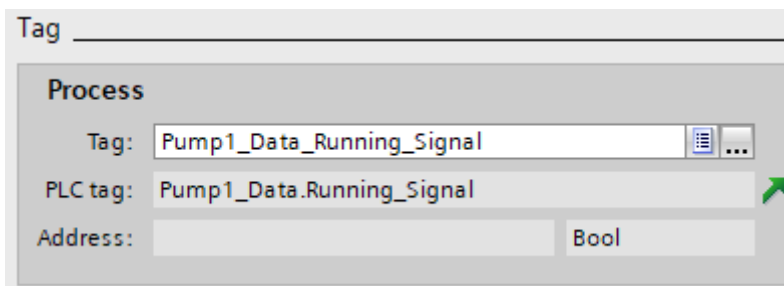 Tag
Process
Tag: Pump1_Data_Running_Signal ...
PLC tag: Pump1_Data.Running_Signal
Address: Bool